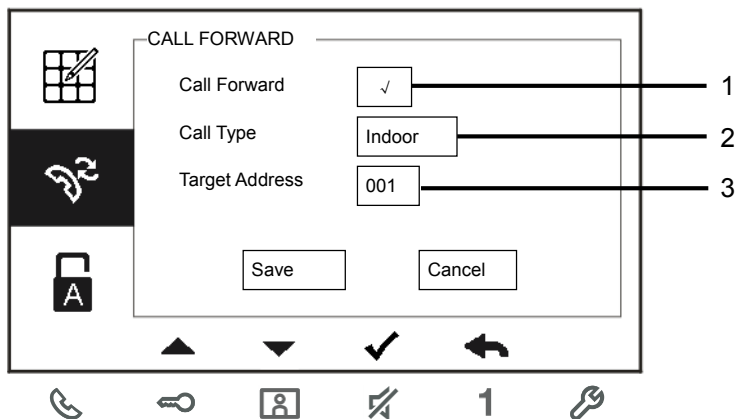 CALL FORWARD
Call Forward √ 1
Call Type Indoor 2
Target Address 001 3
Save Cancel
A
1